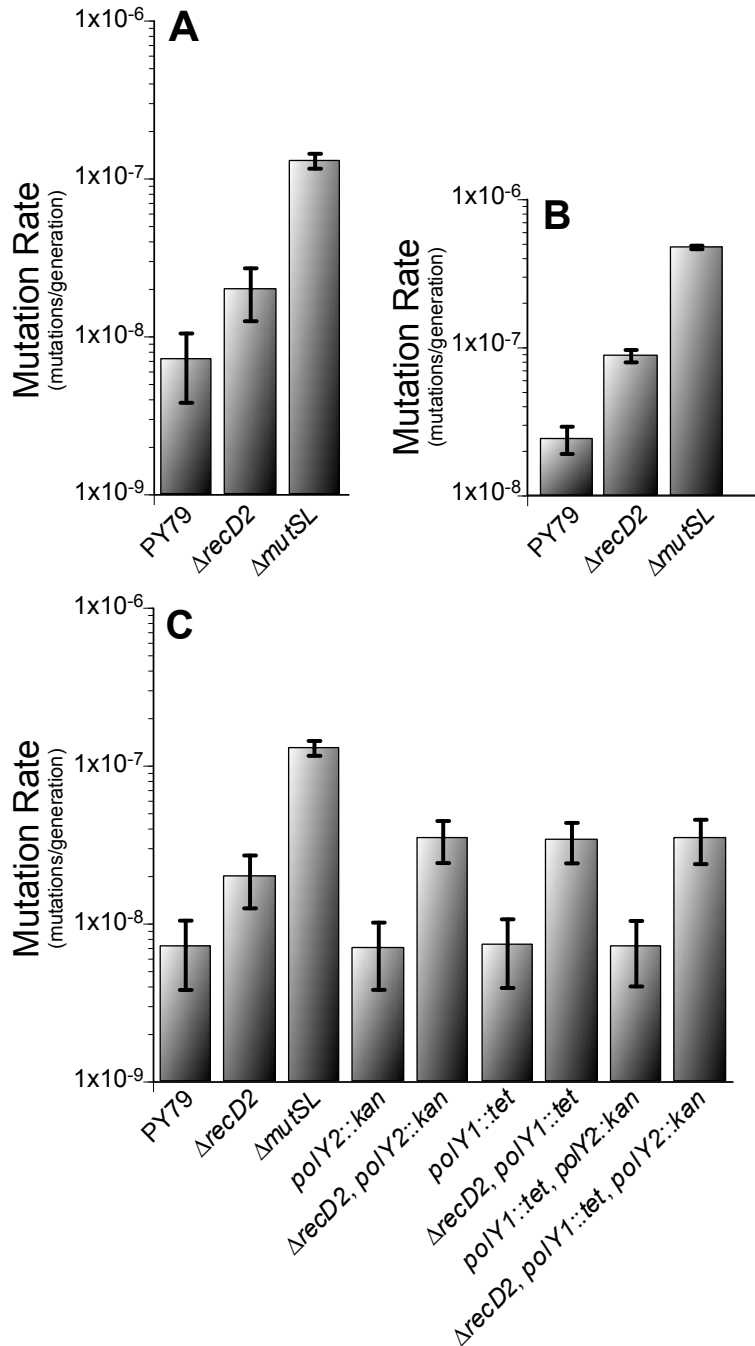 A
1x10-6
1x10-7
1x10-8
1x10-9
Mutation Rate
(mutations/generation)
PY79
ΔrecD2
ΔmutSL
B
1x10-6
1x10-7
1x10-8
Mutation Rate
(mutations/generation)
PY79
ΔrecD2
ΔmutSL
C
1x10-6
1x10-7
1x10-8
1x10-9
Mutation Rate
(mutations/generation)
PY79
ΔrecD2
ΔmutSL
polY2::kan
ΔrecD2, polY2::kan
polY1::tet
ΔrecD2, polY1::tet
polY1::tet, polY2::kan
ΔrecD2, polY1::tet, polY2::kan